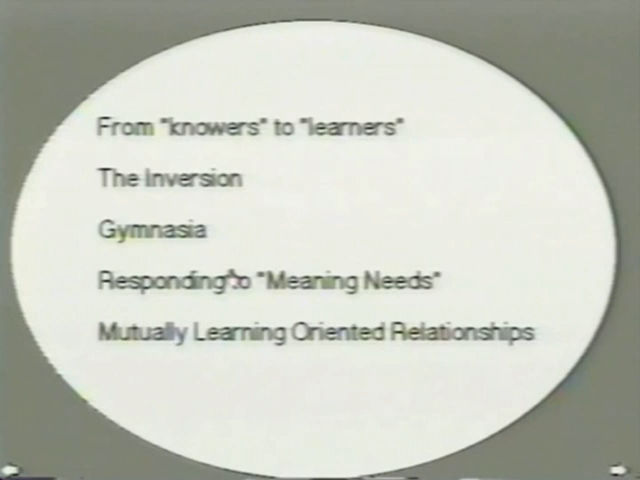 From "knowers" to "learners"
The Inversion
Gymnasia
Responding to "Meaning Needs"
Mutually Learning Oriented Relationships